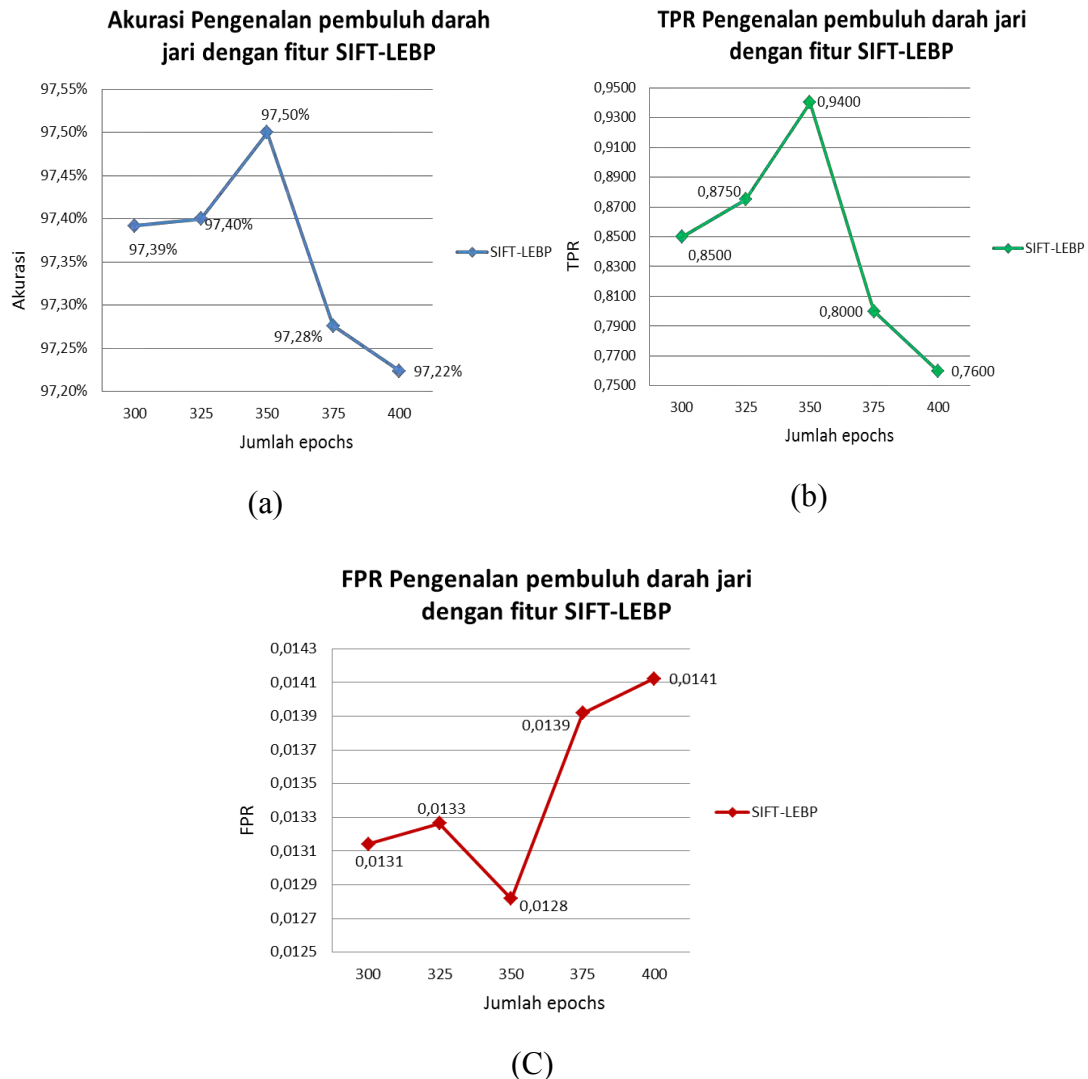 Akurasi Pengenalan pembuluh darah
jari dengan fitur SIFT-LEBP
97,55%
97,50%
97,45%
97,40%
97,35%
97,30%
97,25%
97,20%
Akurasi
97,39%
97,40%
97,50%
97,28%
97,22%
300 325 350 375 400
Jumlah epochs
SIFT-LEBP
(a)
TPR Pengenalan pembuluh darah jari
dengan fitur SIFT-LEBP
0,9500
0,9300
0,9100
0,8900
0,8700
0,8500
0,8300
0,8100
0,7900
0,7700
0,7500
TPR
0,8500
0,8750
0,9400
0,8000
0,7600
300 325 350 375 400
Jumlah epochs
SIFT-LEBP
(b)
FPR Pengenalan pembuluh darah jari
dengan fitur SIFT-LEBP
0,0143
0,0141
0,0139
0,0137
0,0135
0,0133
0,0131
0,0129
0,0127
0,0125
FPR
0,0131
0,0133
0,0128
0,0139
0,0141
300 325 350 375 400
Jumlah epochs
SIFT-LEBP
(C)